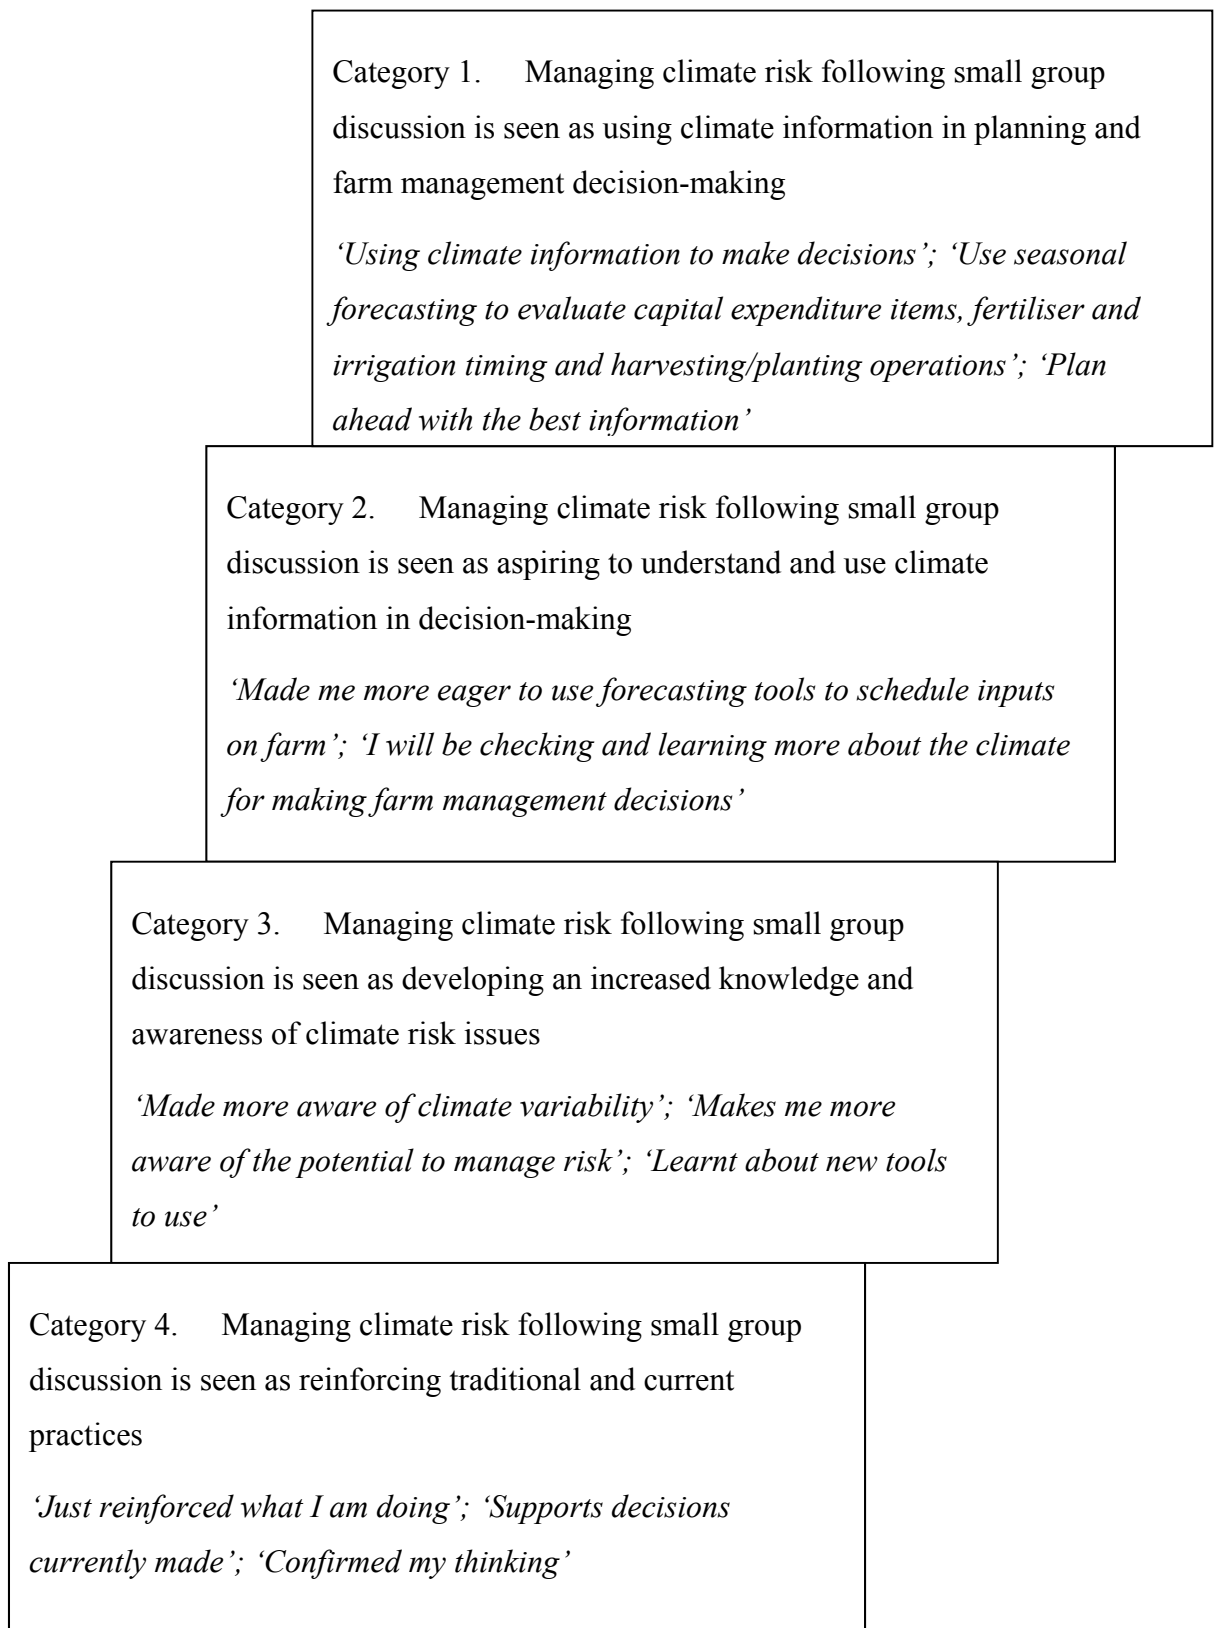 Category 1. Managing climate risk following small group
discussion is seen as using climate information in planning and
farm management decision-making
‘Using climate information to make decisions’; ‘Use seasonal
forecasting to evaluate capital expenditure items, fertiliser and
irrigation timing and harvesting/planting operations’; ‘Plan
ahead with the best information’
Category 2. Managing climate risk following small group
discussion is seen as aspiring to understand and use climate
information in decision-making
‘Made me more eager to use forecasting tools to schedule inputs
on farm’; ‘I will be checking and learning more about the climate
for making farm management decisions’
Category 3. Managing climate risk following small group
discussion is seen as developing an increased knowledge and
awareness of climate risk issues
‘Made more aware of climate variability’; ‘Makes me more
aware of the potential to manage risk’; ‘Learnt about new tools
to use’
Category 4. Managing climate risk following small group
discussion is seen as reinforcing traditional and current
practices
‘Just reinforced what I am doing’; ‘Supports decisions
currently made’; ‘Confirmed my thinking’